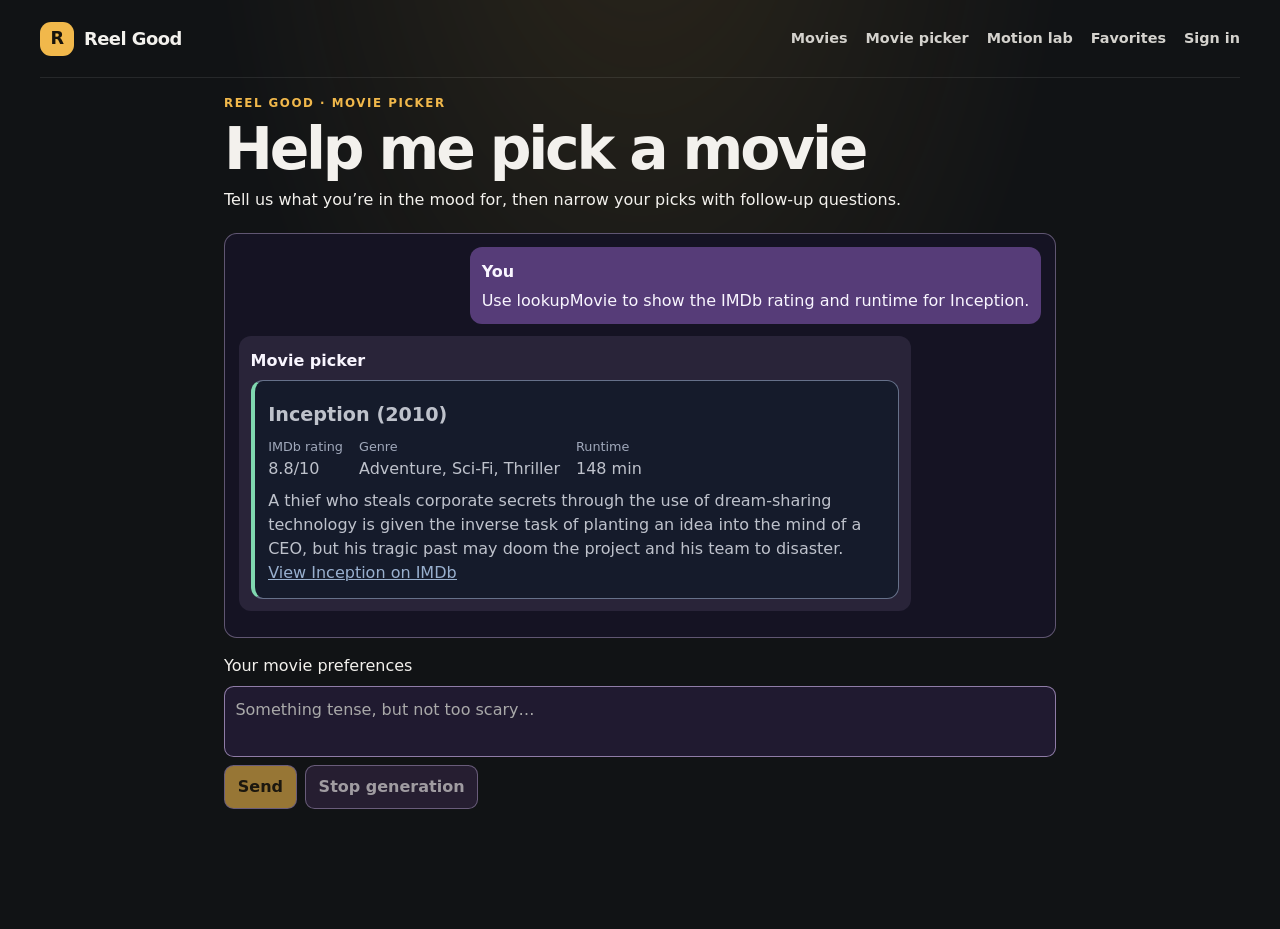 R Reel Good
Movies Movie picker Motion lab Favorites Sign in
REEL GOOD · MOVIE PICKER
Help me pick a movie
Tell us what you’re in the mood for, then narrow your picks with follow-up questions.
You
Use lookupMovie to show the IMDb rating and runtime for Inception.
Movie picker
Inception (2010)
IMDb rating Genre Runtime
8.8/10 Adventure, Sci-Fi, Thriller 148 min
A thief who steals corporate secrets through the use of dream-sharing
technology is given the inverse task of planting an idea into the mind of a
CEO, but his tragic past may doom the project and his team to disaster.
View Inception on IMDb
Your movie preferences
Something tense, but not too scary…
Send Stop generation